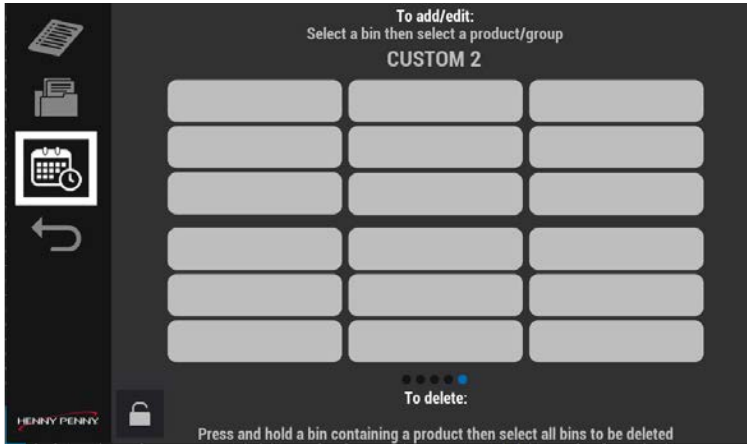 To add/edit:
Select a bin then select a product/group
CUSTOM 2
To delete:
Press and hold a bin containing a product then select all bins to be deleted
HENNY PENNY